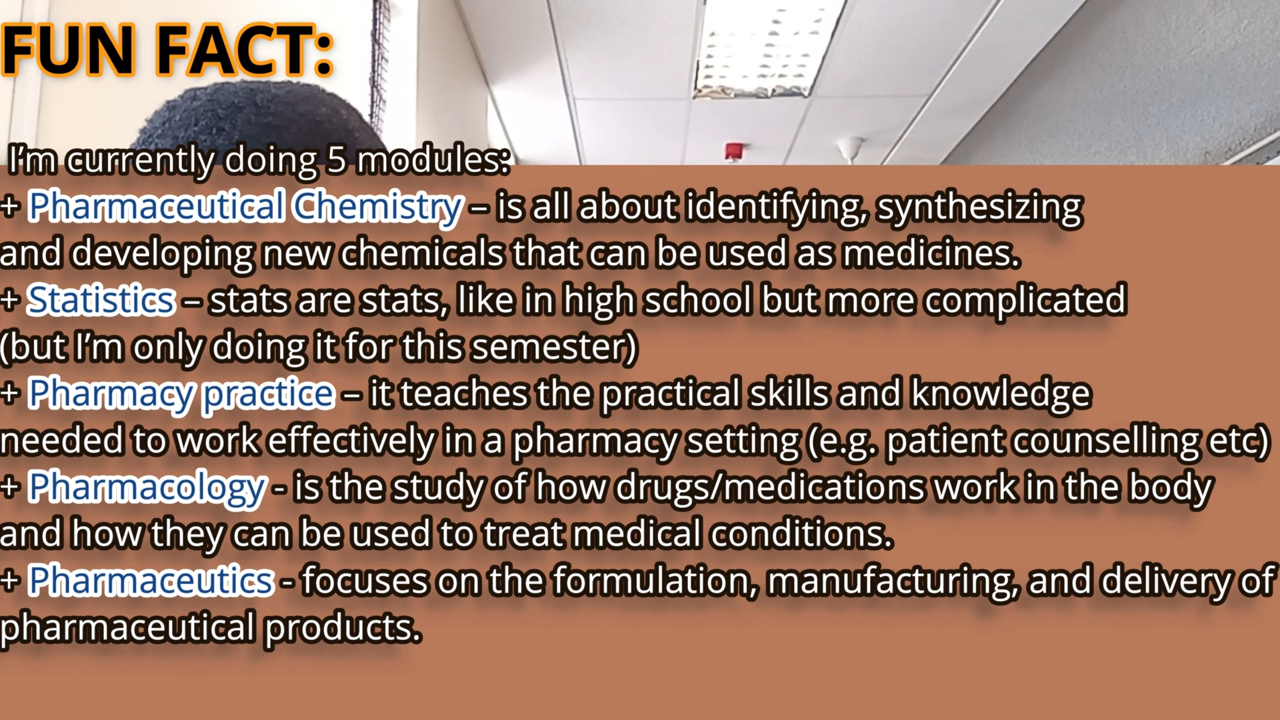 FUN FACT:
I'm currently doing 5 modules:
+ Pharmaceutical Chemistry – is all about identifying, synthesizing
and developing new chemicals that can be used as medicines.
+ Statistics – stats are stats, like in high school but more complicated
(but I'm only doing it for this semester)
+ Pharmacy practice – it teaches the practical skills and knowledge
needed to work effectively in a pharmacy setting (e.g. patient counselling etc)
+ Pharmacology - is the study of how drugs/medications work in the body
and how they can be used to treat medical conditions.
+ Pharmaceutics - focuses on the formulation, manufacturing, and delivery of
pharmaceutical products.